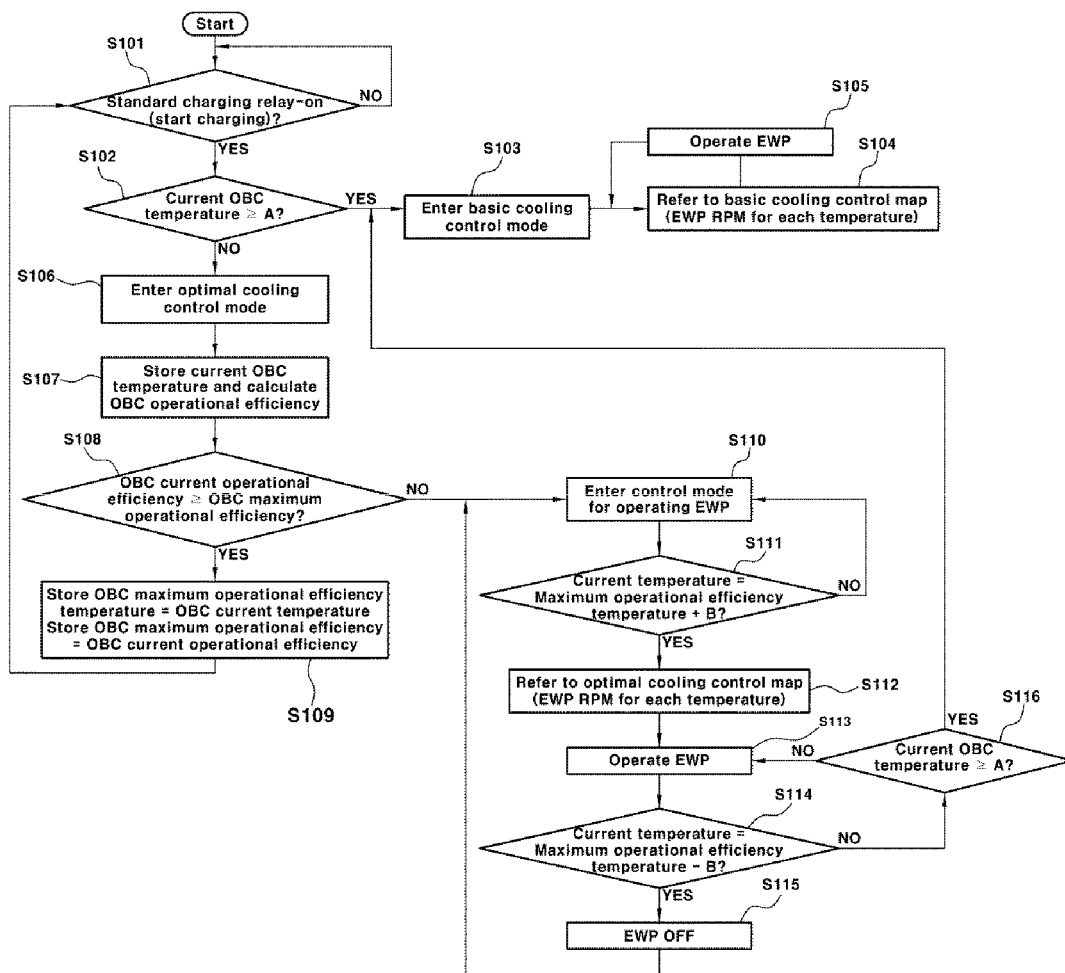 Start
S101
Standard charging relay-on
(start charging)?
NO
YES
S102
Current OBC
temperature ≥ A?
YES
NO
S103
Enter basic cooling
control mode
S105
Operate EWP
S104
Refer to basic cooling control map
(EWP RPM for each temperature)
S106
Enter optimal cooling
control mode
S107
Store current OBC
temperature and calculate
OBC operational efficiency
S108
OBC current operational
efficiency ≥ OBC maximum
operational efficiency?
NO
YES
Store OBC maximum operational efficiency
temperature = OBC current temperature
Store OBC maximum operational efficiency
= OBC current operational efficiency
S109
S110
Enter control mode
for operating EWP
S111
Current temperature =
Maximum operational efficiency
temperature + B?
NO
YES
Refer to optimal cooling control map
(EWP RPM for each temperature)
S112
S113
Operate EWP
NO
YES
S116
Current OBC
temperature ≥ A?
S114
Current temperature =
Maximum operational efficiency
temperature - B?
NO
YES
S115
EWP OFF